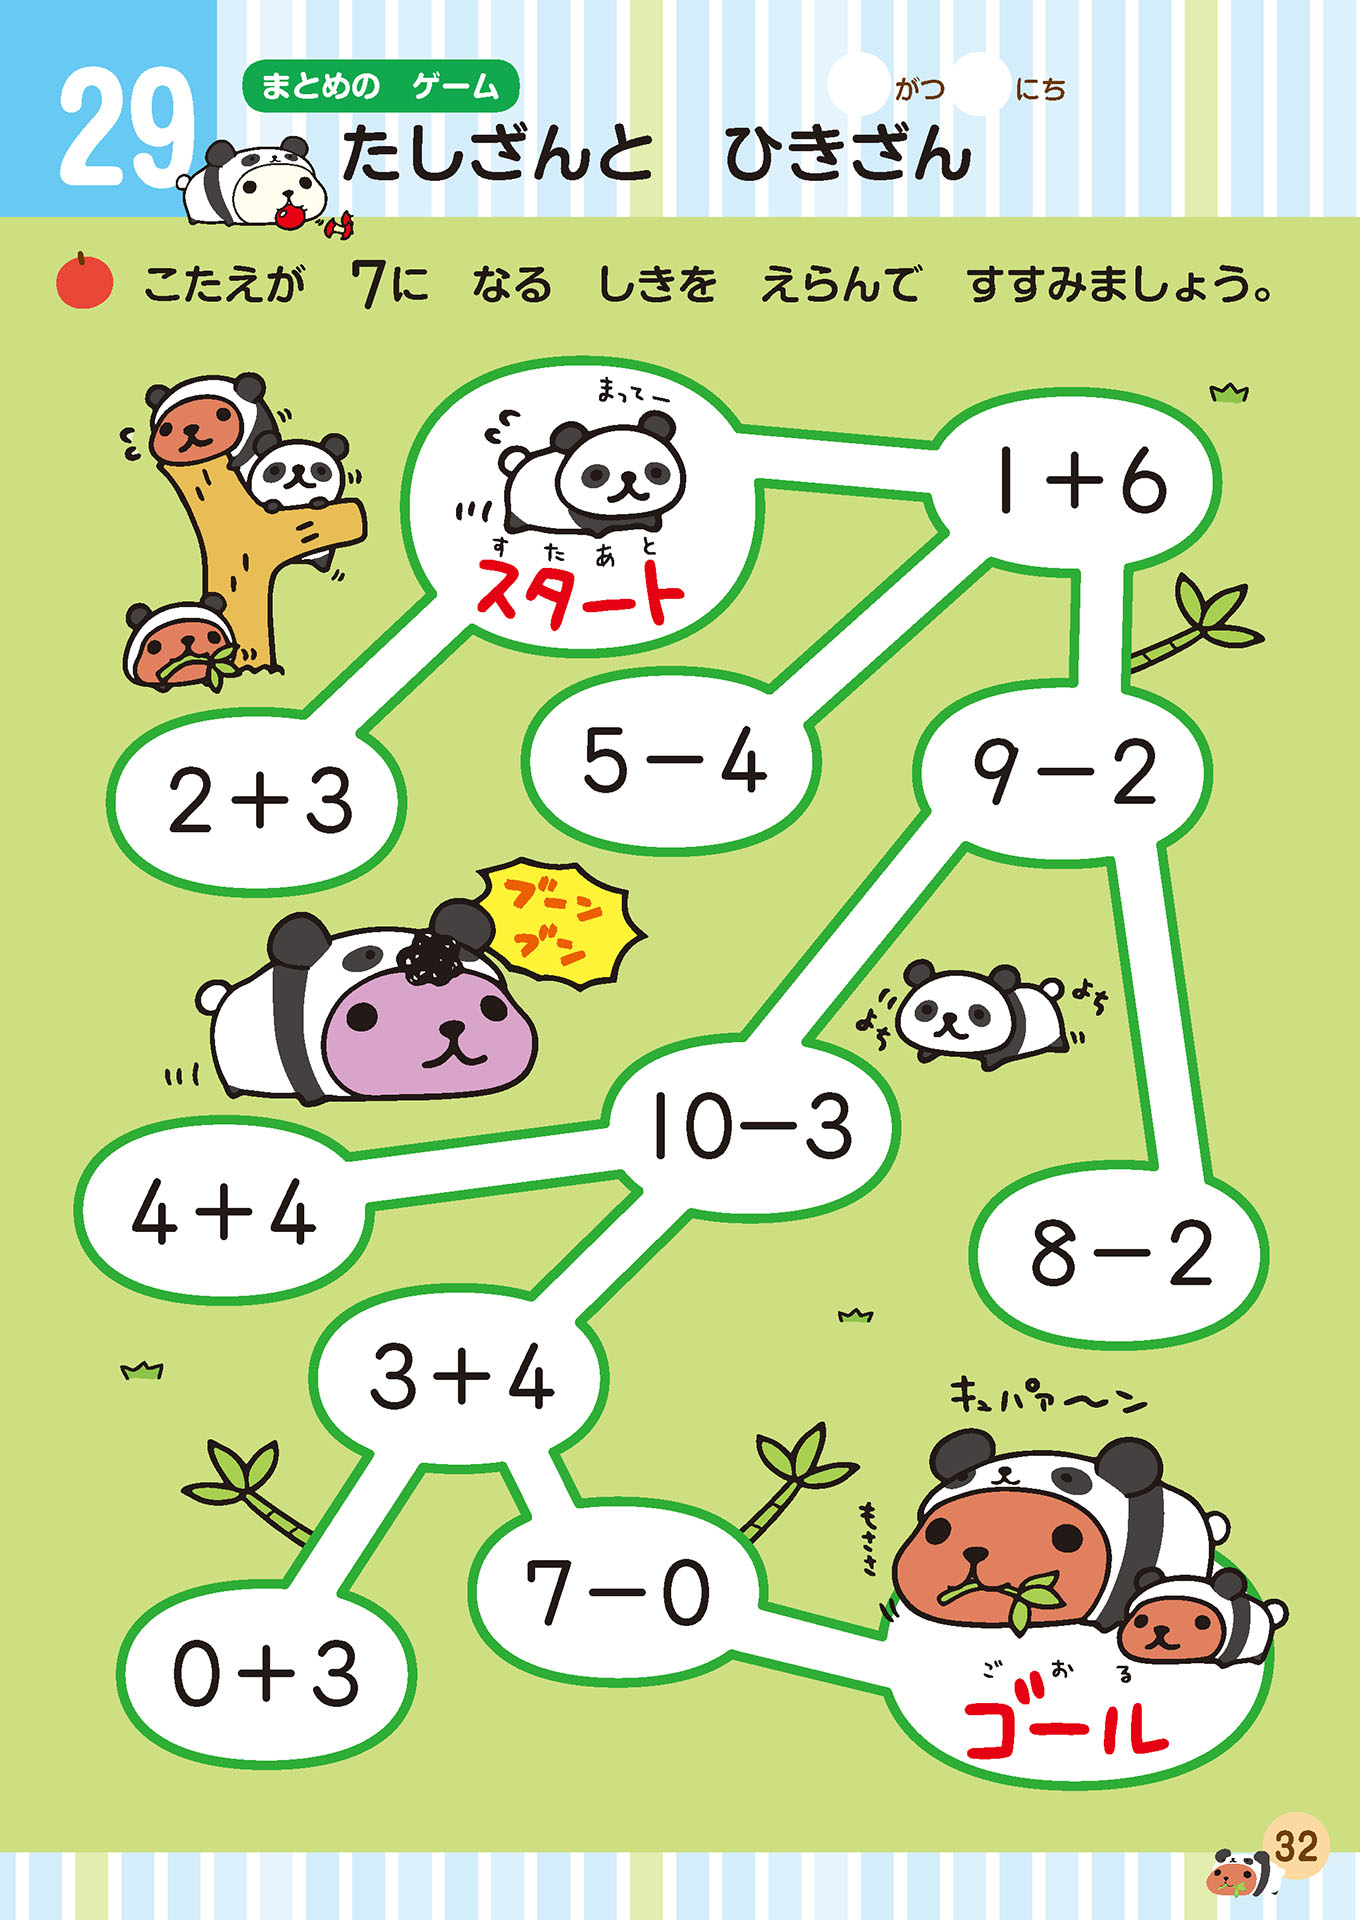 29
まとめの ゲーム
がつ にち
たしざんと ひきざん
こたえが 7に なる しきを えらんで すすみましょう。
まってー
すたあと
スタート
1+6
2+3
5-4
9-2
ブーン
ブン
よち
よち
10-3
4+4
8-2
3+4
キュパァ〜ン
もさささ
7-0
0+3
ごおる
ゴール
32